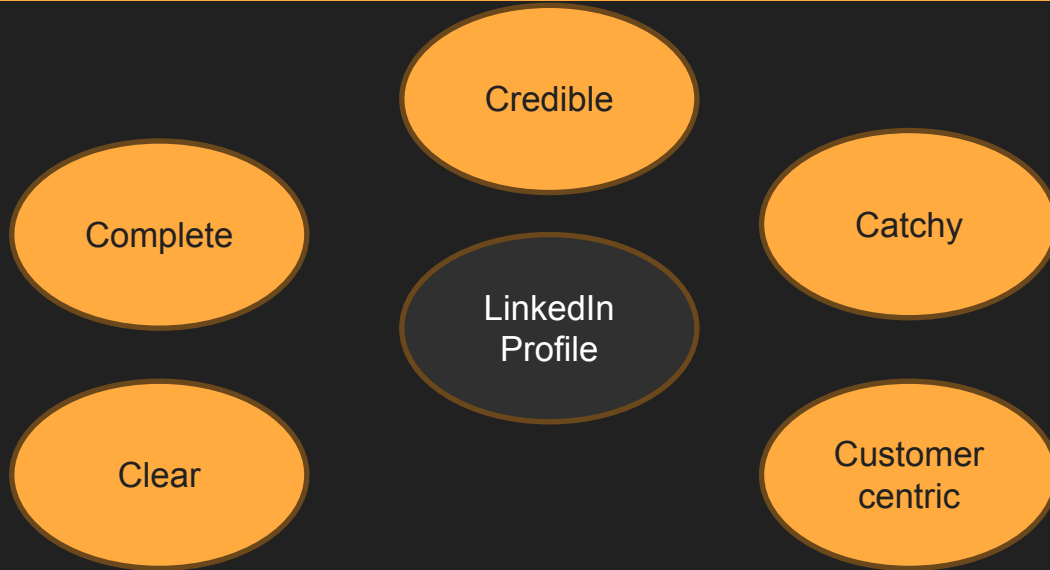 Credible
Complete
Catchy
LinkedIn
Profile
Clear
Customer
centric